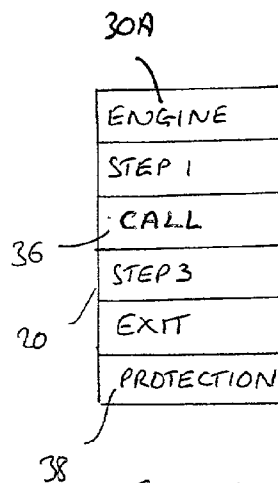 30A
ENGINE
STEP 1
CALL
36
STEP 3
20
EXIT
PROTECTION
38